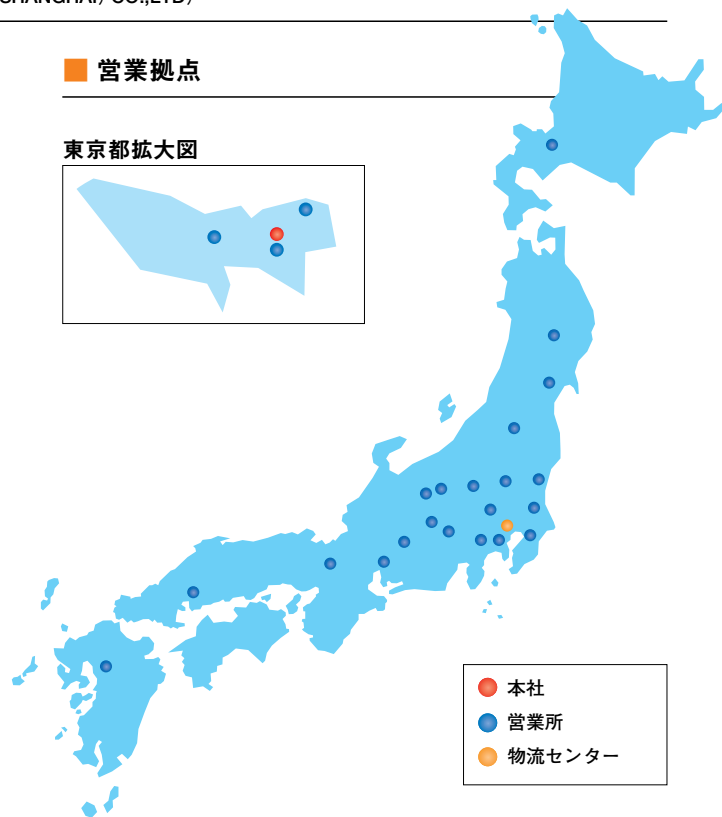 SHANGHAI) CO.,LTD)
営業拠点
東京都拡大図
本社
営業所
物流センター